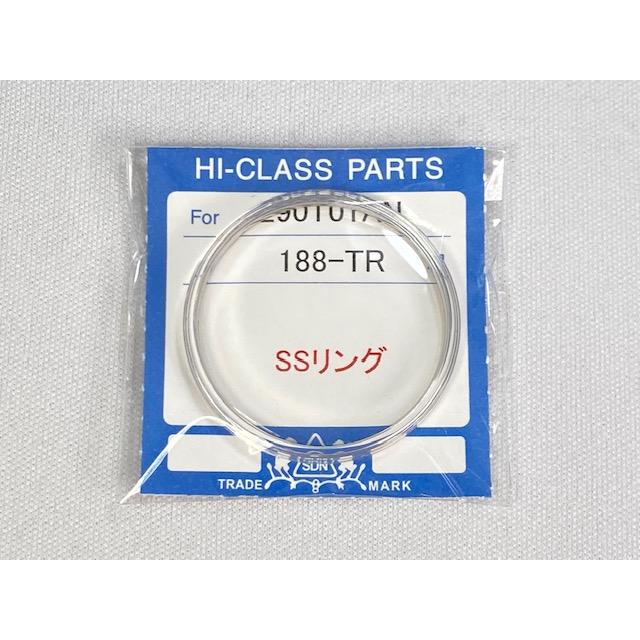 HI-CLASS PARTS
For
188-TR
SSリング
SDN
TRADE MARK